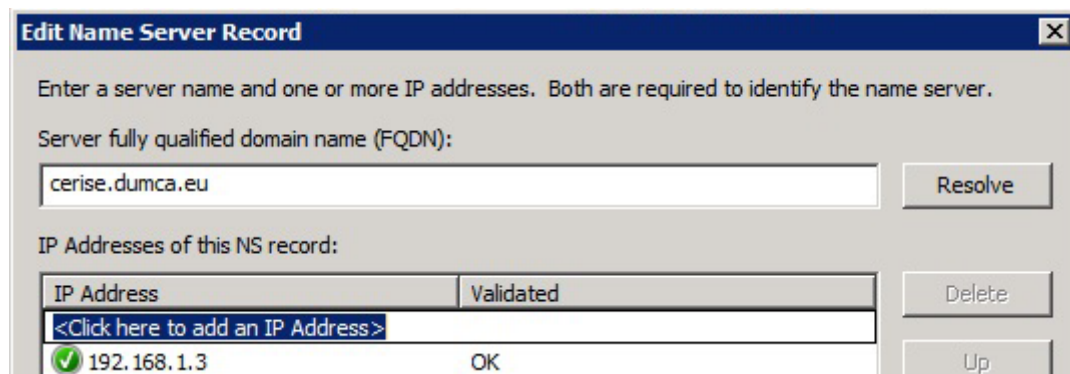 Edit Name Server Record
Enter a server name and one or more IP addresses.  Both are required to identify the name server.
Server fully qualified domain name (FQDN):
cerise.dumca.eu
Resolve
IP Addresses of this NS record:
IP Address Validated
Delete
<Click here to add an IP Address>
192.168.1.3 OK
Up